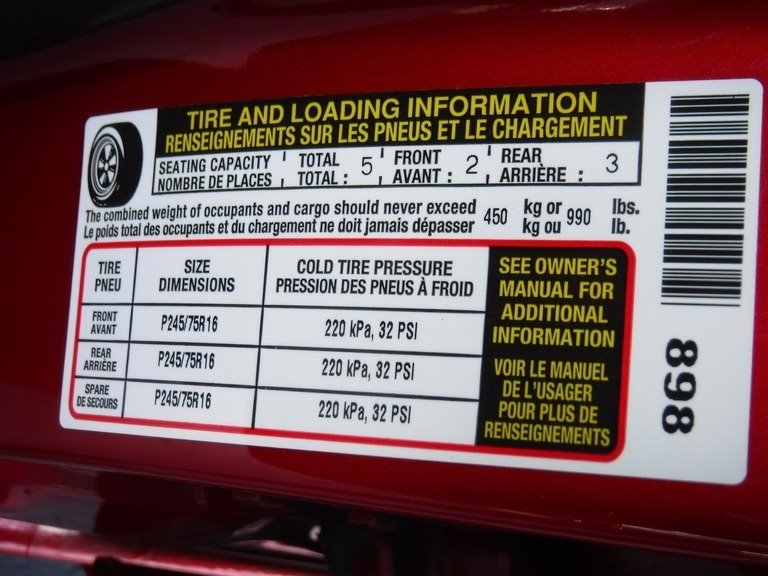 TIRE AND LOADING INFORMATION
RENSEIGNEMENTS SUR LES PNEUS ET LE CHARGEMENT
SEATING CAPACITY TOTAL 5 FRONT 2 REAR 3
NOMBRE DE PLACES TOTAL : AVANT : ARRIÈRE :
The combined weight of occupants and cargo should never exceed 450 kg or 990 lbs.
Le poids total des occupants et du chargement ne doit jamais dépasser kg ou lb.
TIRE SIZE COLD TIRE PRESSURE
PNEU DIMENSIONS PRESSION DES PNEUS À FROID
FRONT
AVANT
P245/75R16 220 kPa, 32 PSI
REAR
ARRIÈRE
P245/75R16 220 kPa, 32 PSI
SPARE
DE SECOURS
P245/75R16 220 kPa, 32 PSI
SEE OWNER'S
MANUAL FOR
ADDITIONAL
INFORMATION
VOIR LE MANUEL
DE L'USAGER
POUR PLUS DE
RENSEIGNEMENTS
898